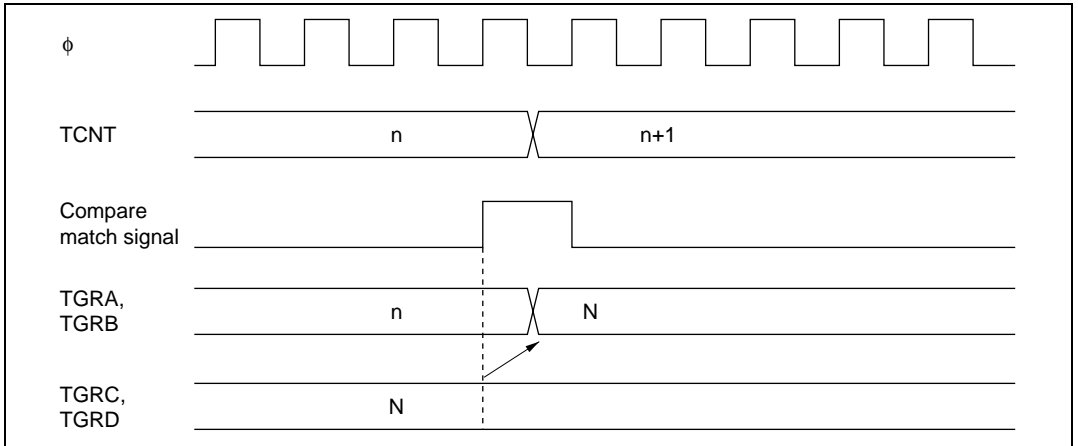 φ
TCNT
n
n+1
Compare
match signal
TGRA,
TGRB
n
N
TGRC,
TGRD
N